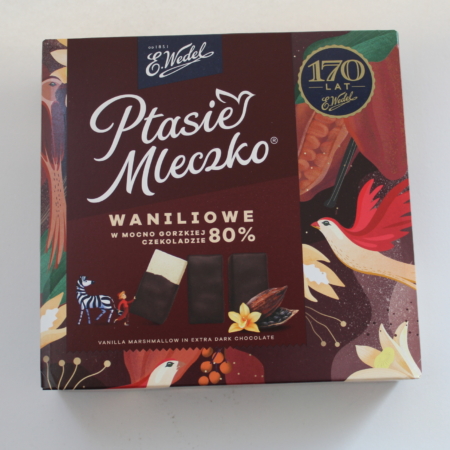 OD 1851
E. Wedel
170
LAT
E. Wedel
Ptasie
Mleczko®
WANILIOWE
W MOCNO GORZKIEJ
CZEKOLADZIE 80%
VANILLA MARSHMALLOW IN EXTRA DARK CHOCOLATE